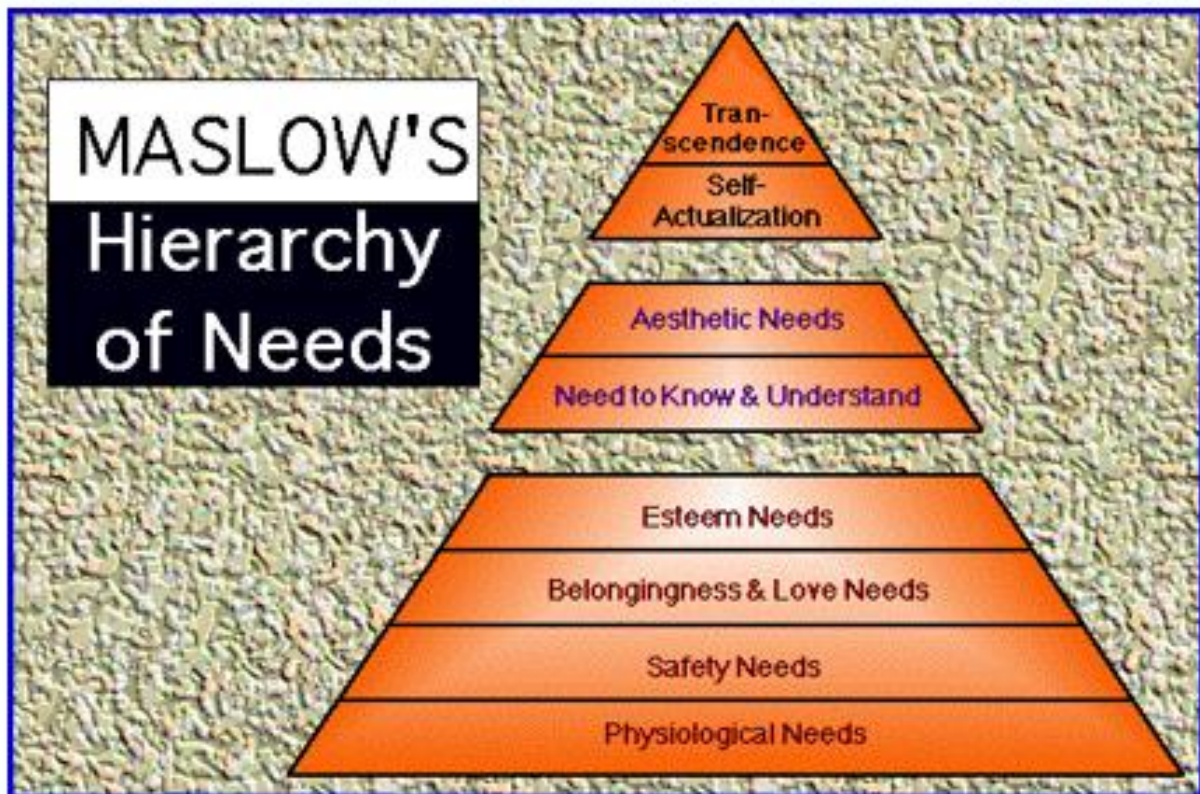 MASLOW'S
Hierarchy
of Needs
Tran-
scendence
Self-
Actualization
Aesthetic Needs
Need to Know & Understand
Esteem Needs
Belongingness & Love Needs
Safety Needs
Physiological Needs